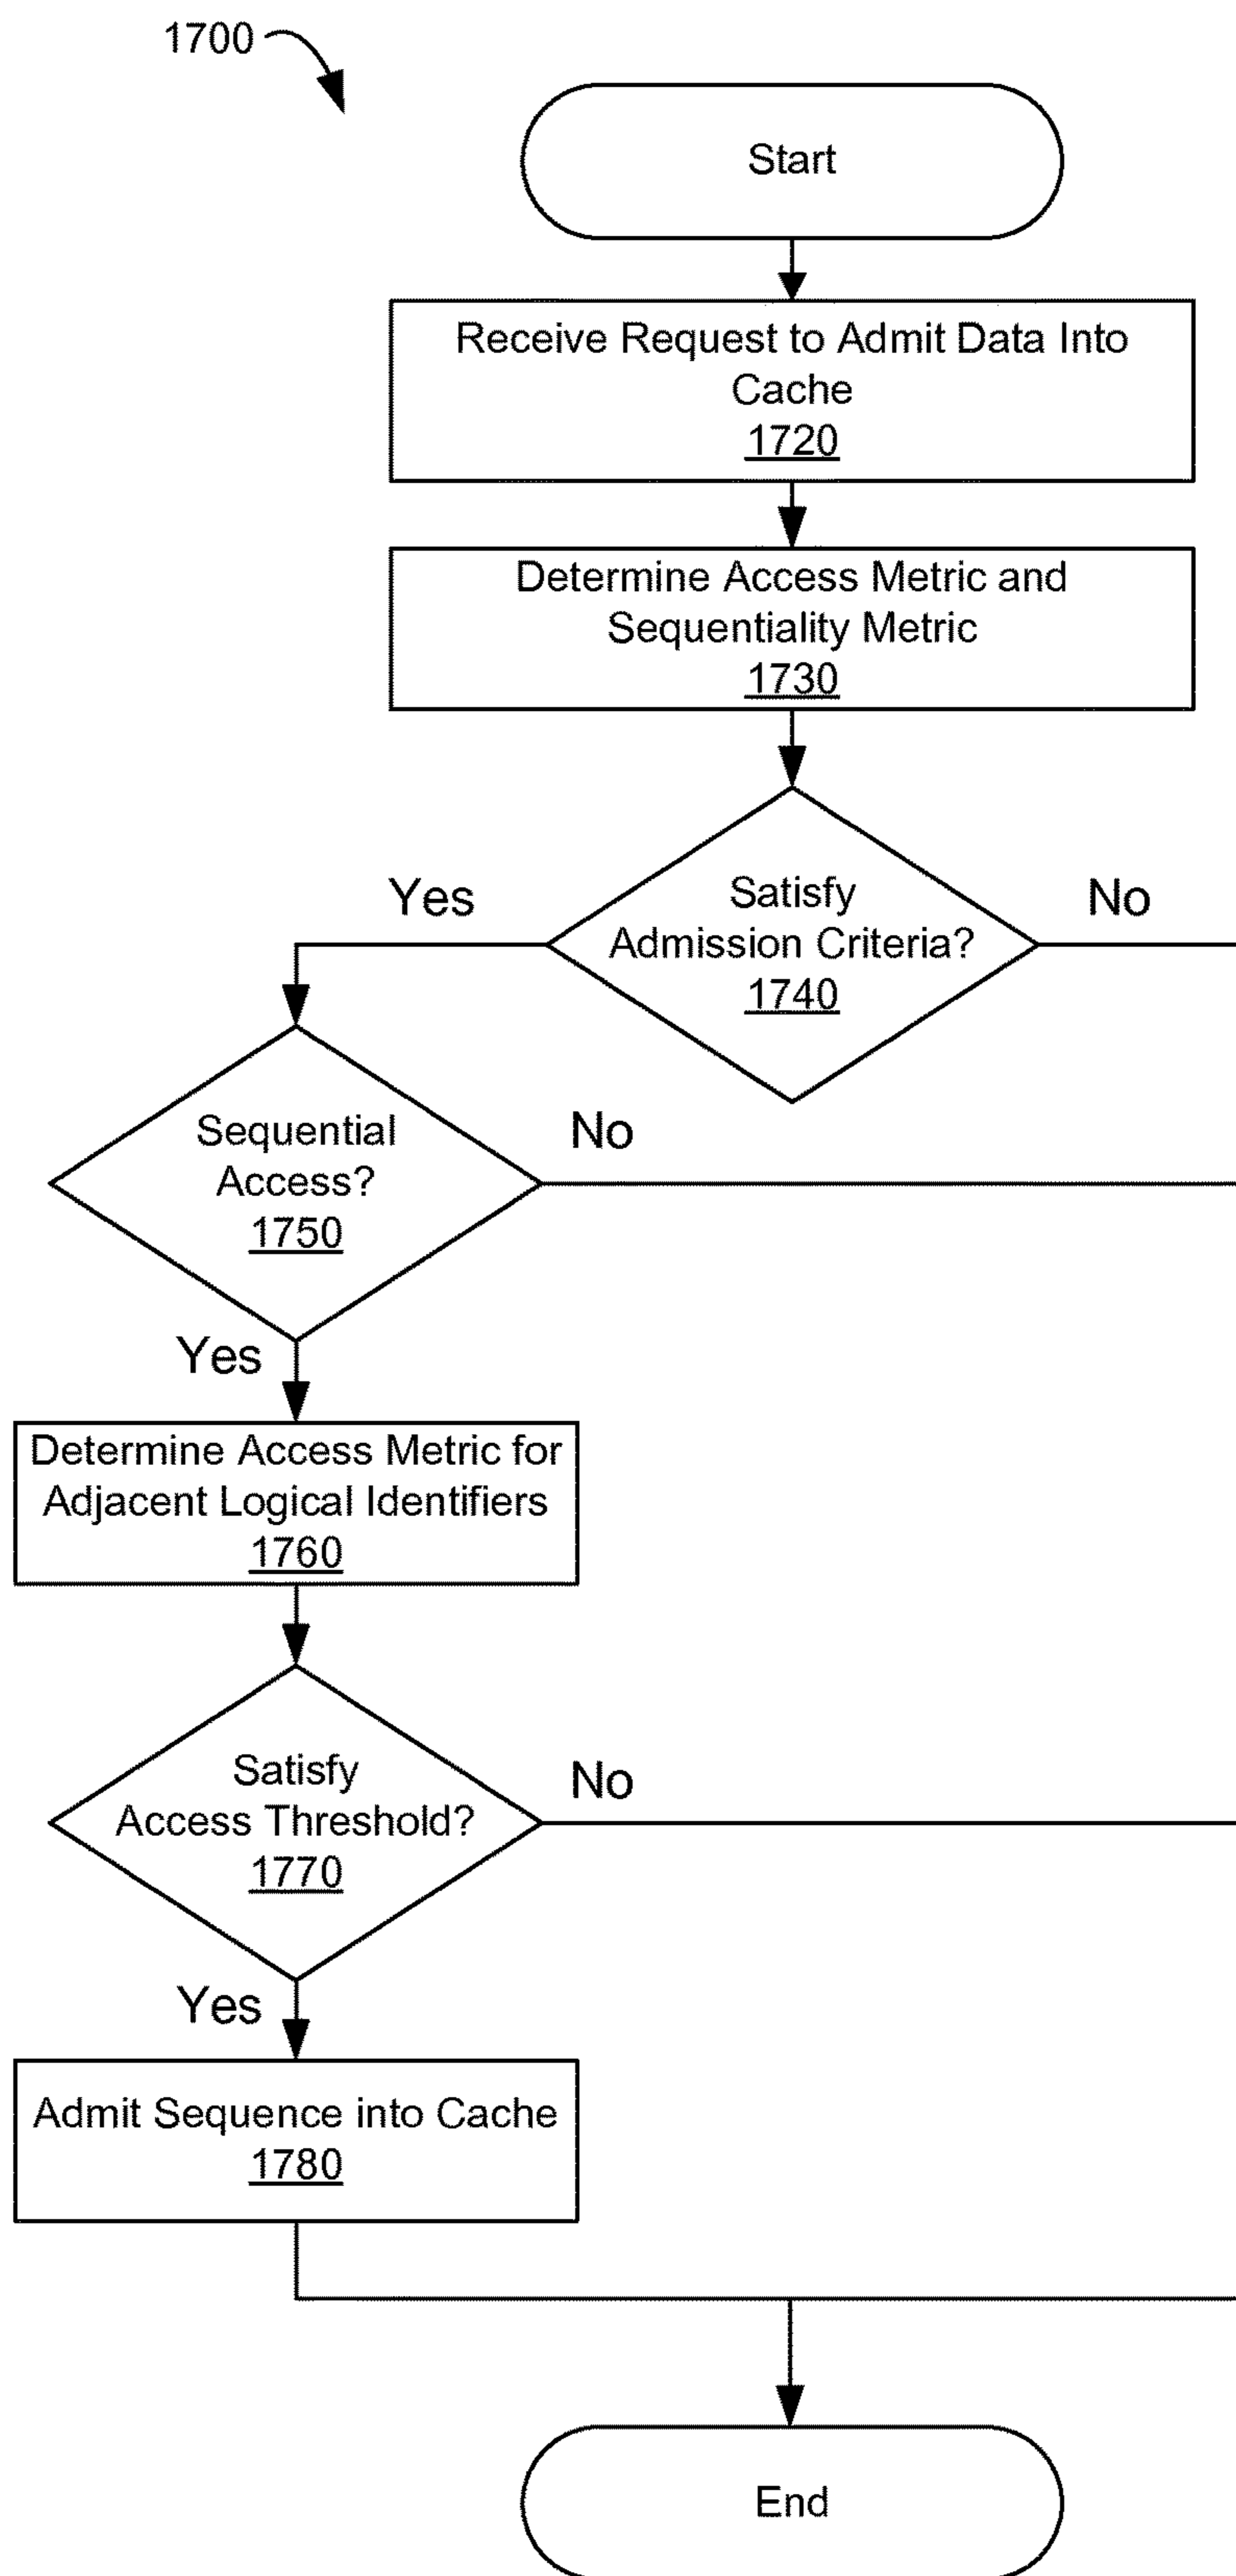 1700
Start
Receive Request to Admit Data Into
Cache
1720
Determine Access Metric and
Sequentiality Metric
1730
Satisfy
Admission Criteria?
1740
Yes
No
Sequential
Access?
1750
No
Yes
Determine Access Metric for
Adjacent Logical Identifiers
1760
Satisfy
Access Threshold?
1770
No
Yes
Admit Sequence into Cache
1780
End